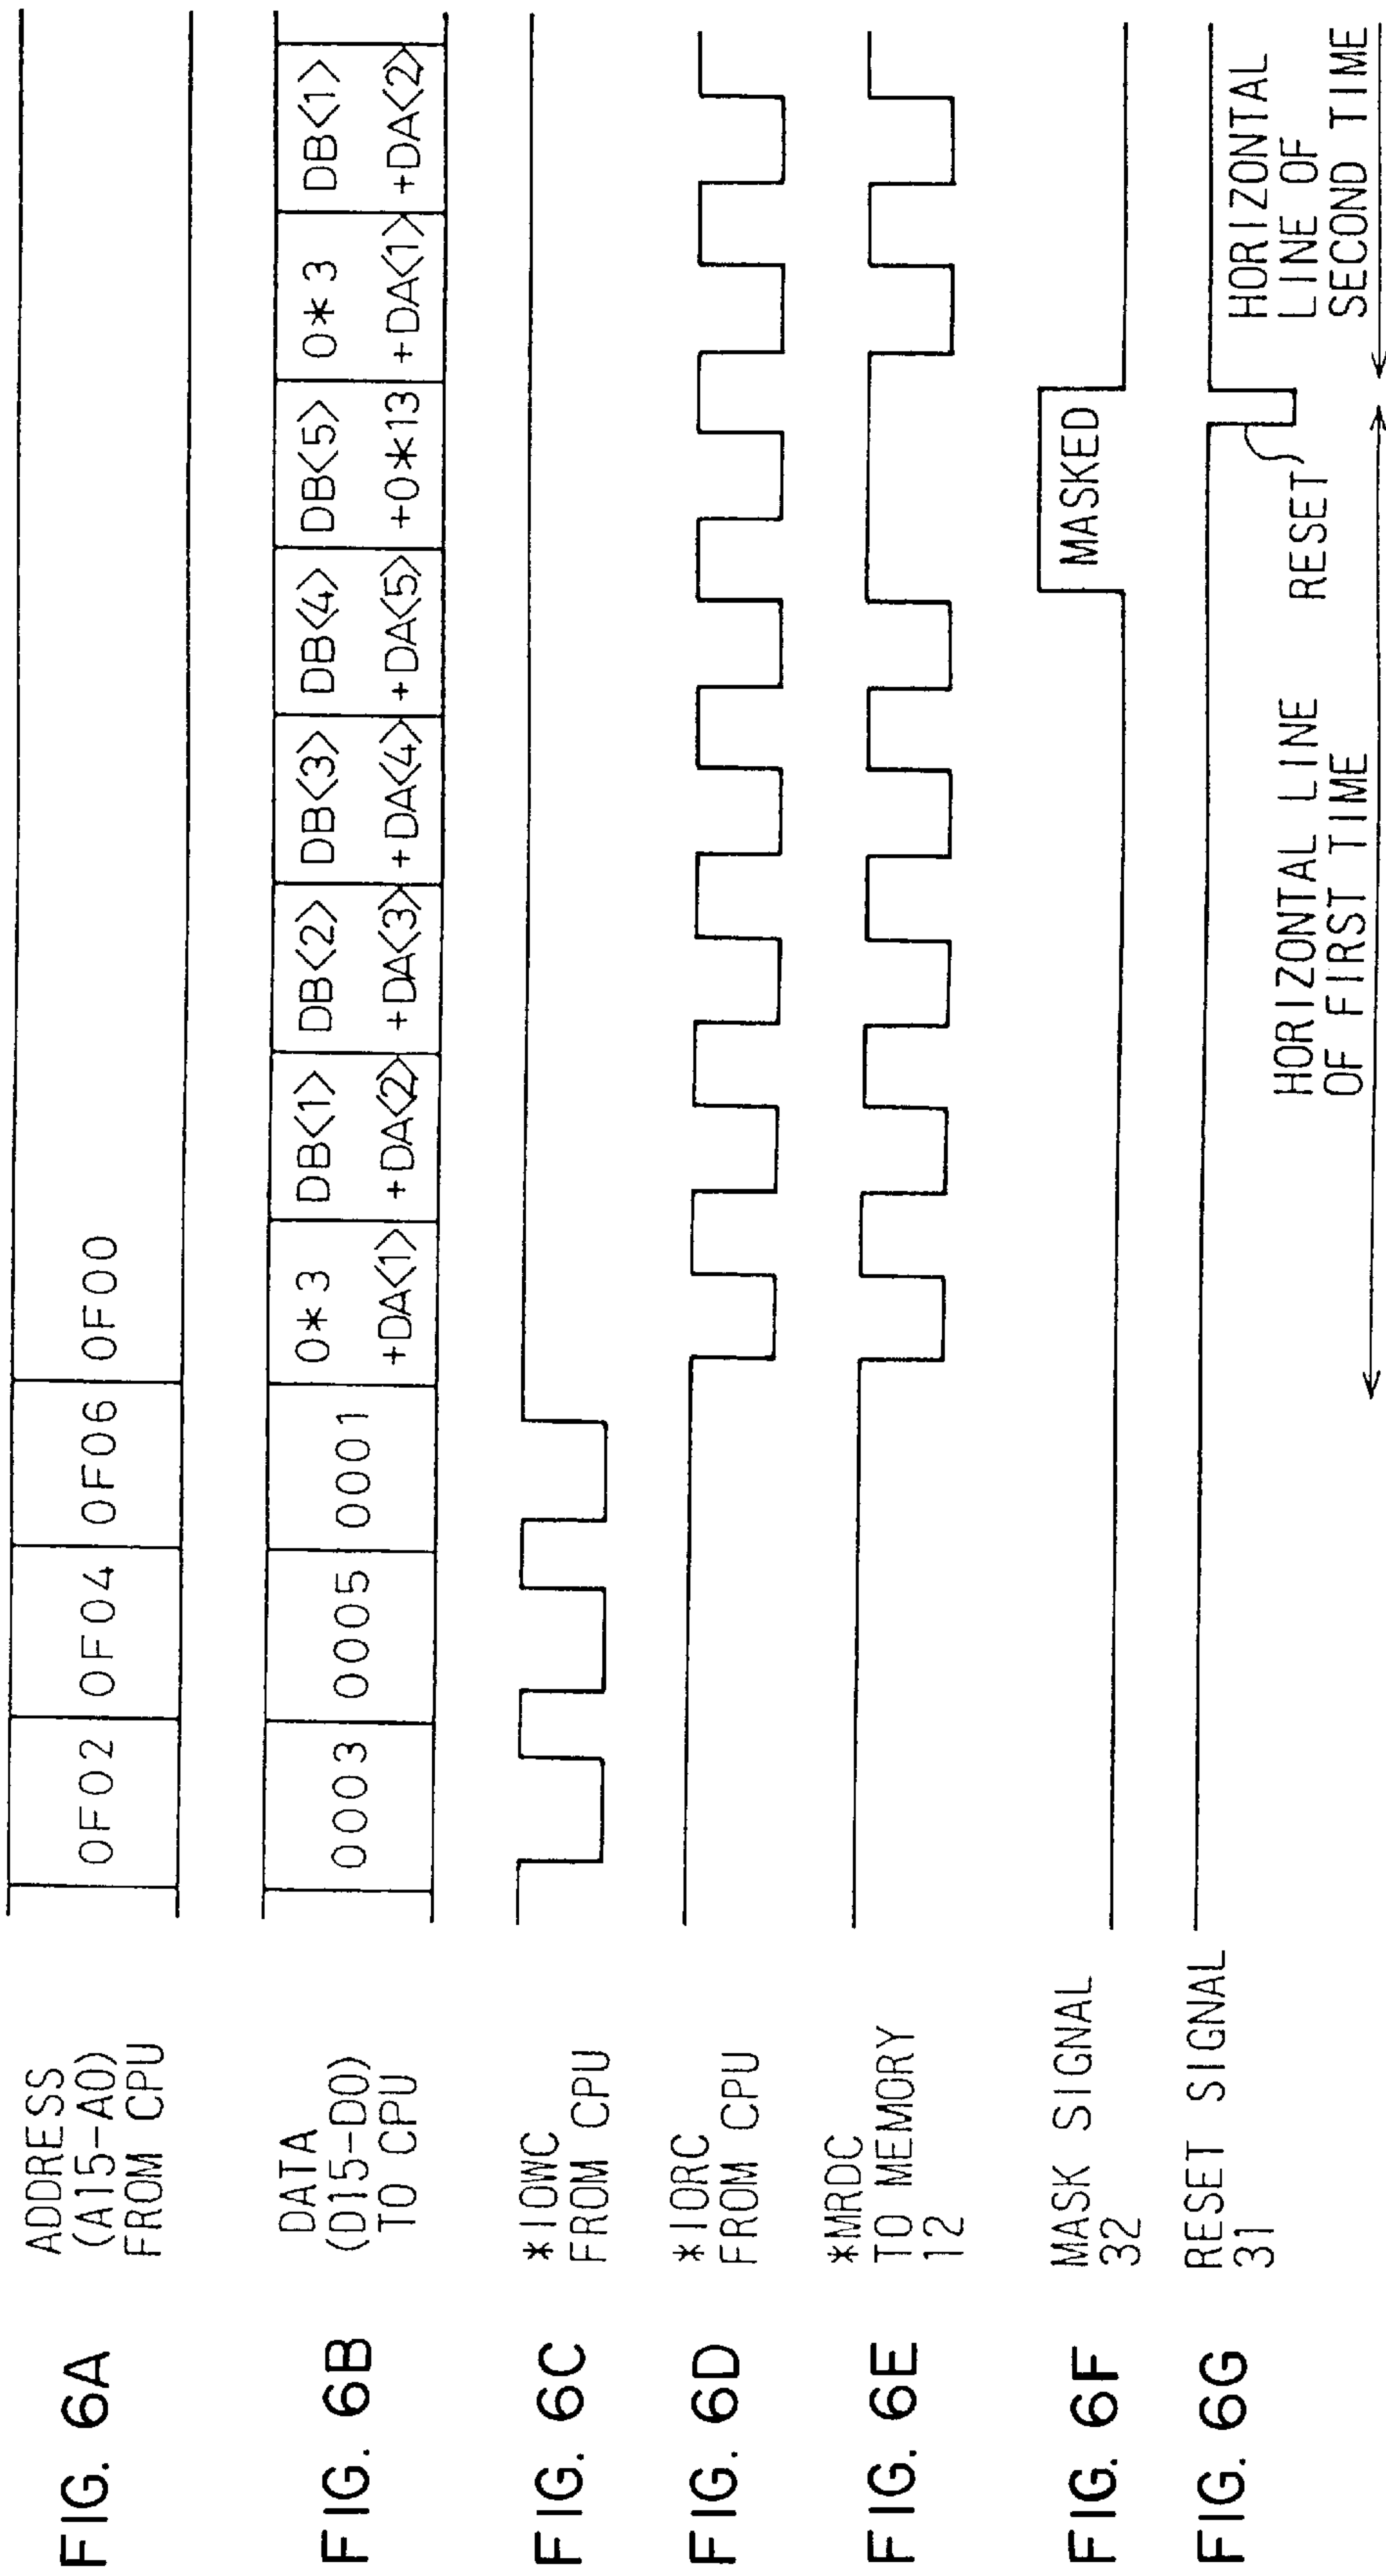 FIG. 6A
ADDRESS
(A15-A0)
FROM CPU
0F02
0F04
0F06
0F00
FIG. 6B
DATA
(D15-D0)
TO CPU
0003
0005
0001
0*3
+DA<1>
DB<1>
+DA<2>
DB<2>
+DA<3>
DB<3>
+DA<4>
DB<4>
+DA<5>
DB<5>
+0*13
0*3
+DA<1>
DB<1>
+DA<2>
FIG. 6C
*IOWC
FROM CPU
FIG. 6D
*IORC
FROM CPU
FIG. 6E
*MRDC
TO MEMORY
12
FIG. 6F
MASK SIGNAL
32
MASKED
FIG. 6G
RESET SIGNAL
31
RESET
HORIZONTAL LINE
OF FIRST TIME
HORIZONTAL
LINE OF
SECOND TIME